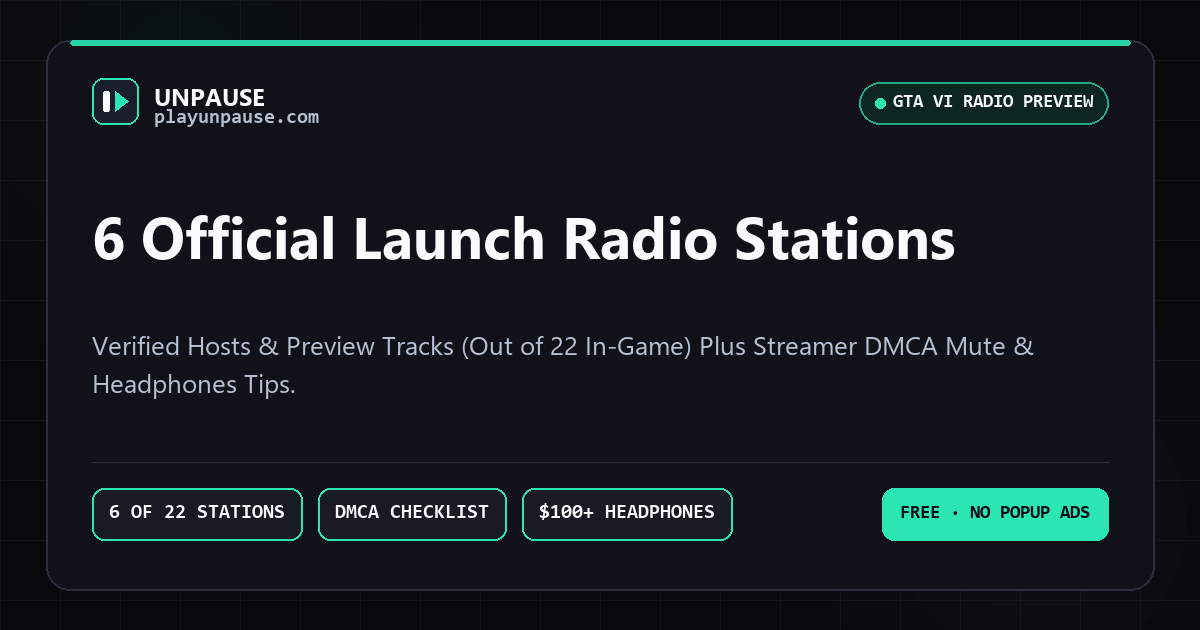 UNPAUSE
playunpause.com
GTA VI RADIO PREVIEW
6 Official Launch Radio Stations
Verified Hosts & Preview Tracks (Out of 22 In-Game) Plus Streamer DMCA Mute &
Headphones Tips.
6 OF 22 STATIONS
DMCA CHECKLIST
$100+ HEADPHONES
FREE · NO POPUP ADS